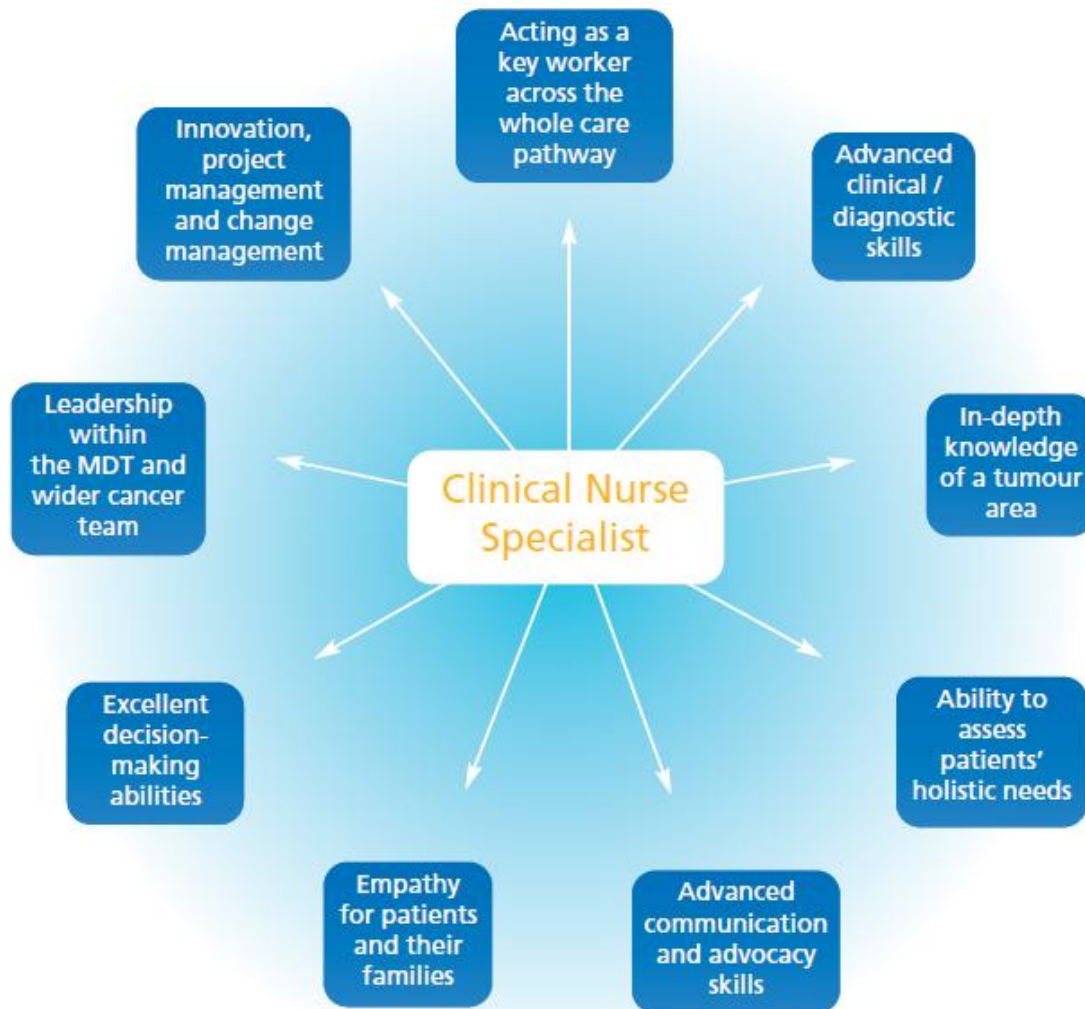 Acting as a
key worker
across the
whole care
pathway
Innovation,
project
management
and change
management
Advanced
clinical /
diagnostic
skills
Leadership
within
the MDT and
wider cancer
team
Clinical Nurse
Specialist
In-depth
knowledge
of a tumour
area
Excellent
decision-
making
abilities
Ability to
assess
patients’
holistic needs
Empathy
for patients
and their
families
Advanced
communication
and advocacy
skills